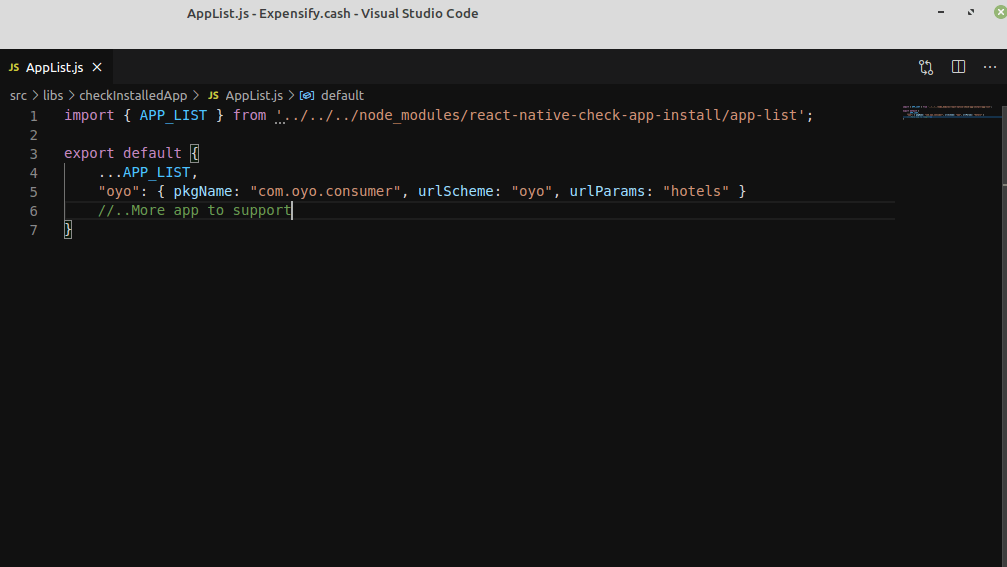 AppList.js - Expensify.cash - Visual Studio Code
JS AppList.js
src > libs > checkInstalledApp > JS AppList.js > default
1 import { APP_LIST } from '../../../node_modules/react-native-check-app-install/app-list';
2
3 export default {
4 ...APP_LIST,
5 "oyo": { pkgName: "com.oyo.consumer", urlScheme: "oyo", urlParams: "hotels" }
6 //..More app to support
7 }